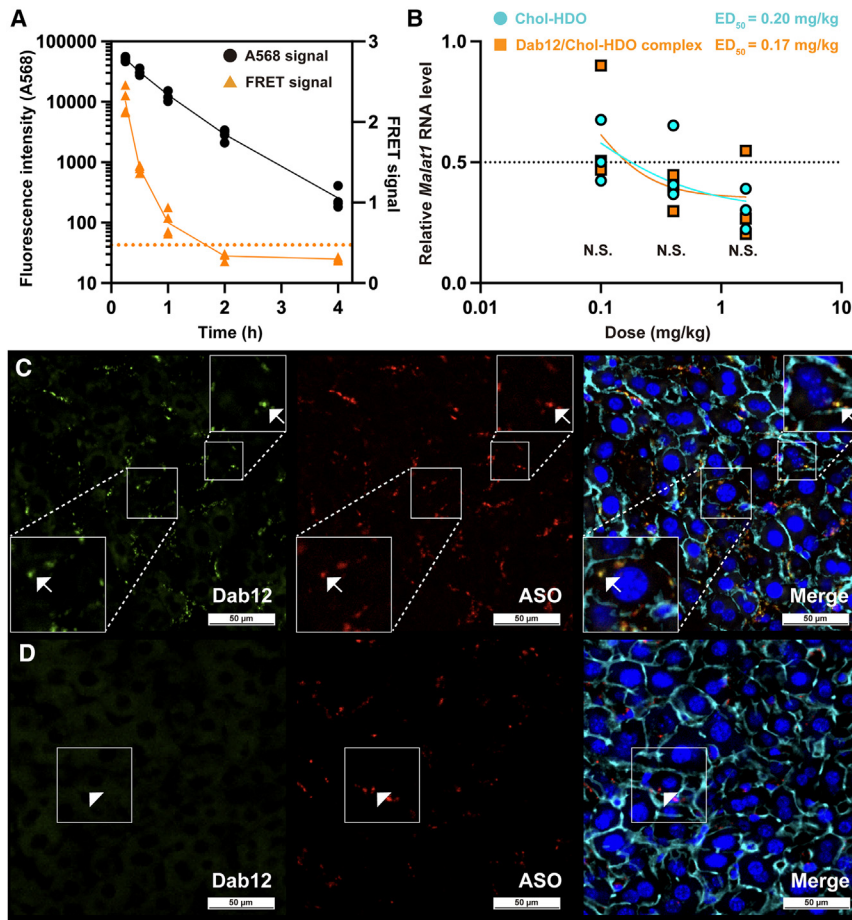 A
100000
10000
1000
100
10
Fluorescence intensity (A568)
A568 signal
FRET signal
3
2
1
0
FRET signal
0
1
2
3
4
Time (h)
B
Chol-HDO ED50 = 0.20 mg/kg
Dab12/Chol-HDO complex ED50 = 0.17 mg/kg
1.0
0.5
0.0
Relative Malat1 RNA level
N.S. N.S. N.S.
0.01 0.1 1 10
Dose (mg/kg)
C
Dab12
50 µm
ASO
50 µm
Merge
50 µm
D
Dab12
50 µm
ASO
50 µm
Merge
50 µm